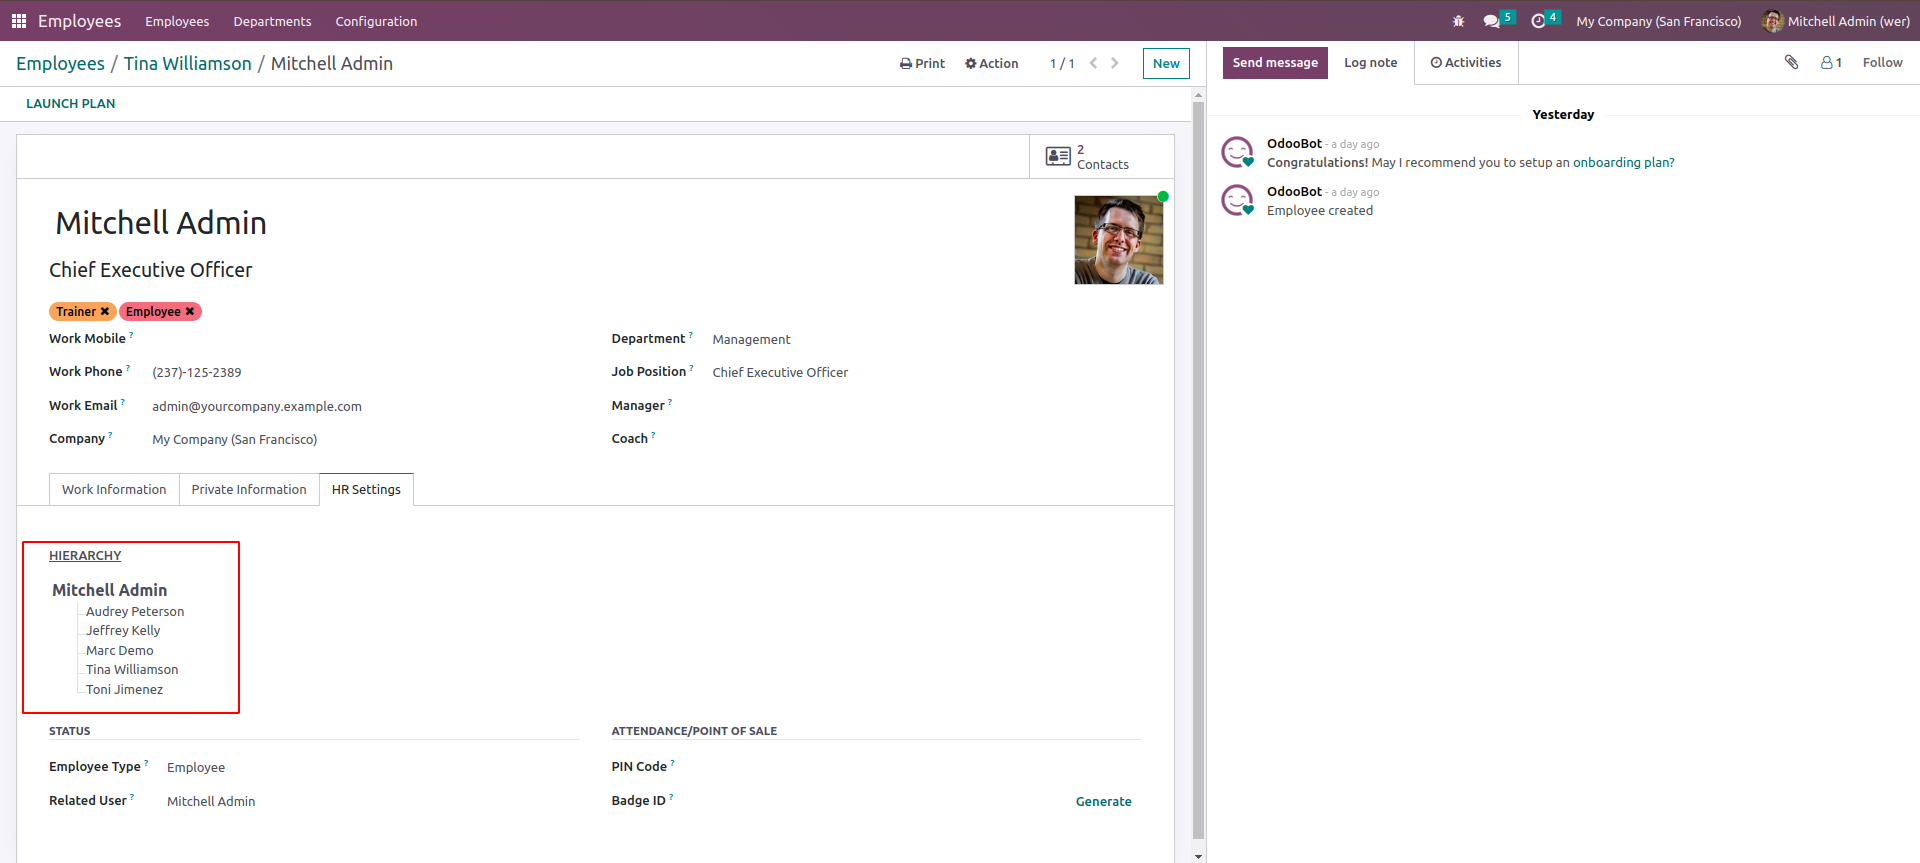 Employees Employees Departments Configuration 5 4 My Company (San Francisco) Mitchell Admin (wer)
Employees / Tina Williamson / Mitchell Admin Print Action 1 / 1 New Send message Log note Activities 1 Follow
LAUNCH PLAN
2
Contacts
Mitchell Admin
Chief Executive Officer
Trainer ✖ Employee ✖
Work Mobile ? Department ? Management
Work Phone ? (237)-125-2389 Job Position ? Chief Executive Officer
Work Email ? admin@yourcompany.example.com Manager ?
Company ? My Company (San Francisco) Coach ?
Work Information Private Information HR Settings
HIERARCHY
Mitchell Admin
Audrey Peterson
Jeffrey Kelly
Marc Demo
Tina Williamson
Toni Jimenez
STATUS ATTENDANCE/POINT OF SALE
Employee Type ? Employee PIN Code ?
Related User ? Mitchell Admin Badge ID ? Generate
Yesterday
OdooBot - a day ago
Congratulations! May I recommend you to setup an onboarding plan?
OdooBot - a day ago
Employee created